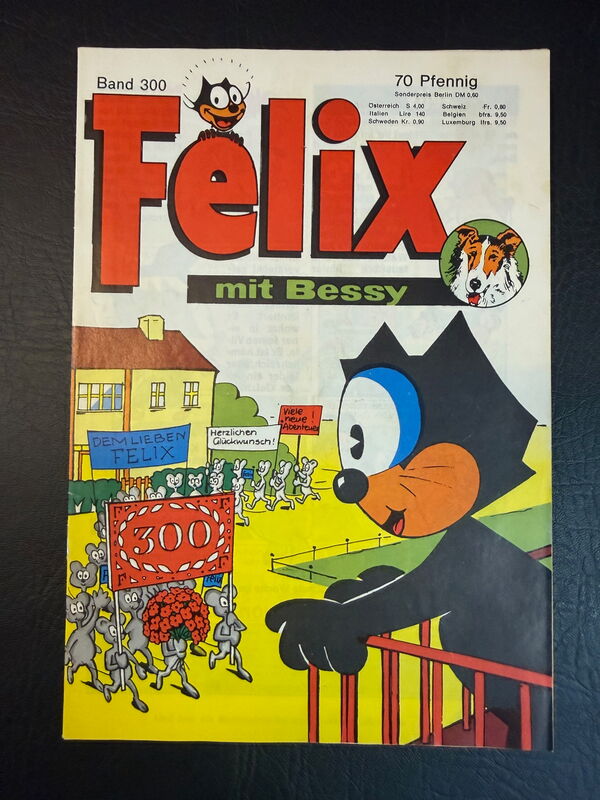 Band 300
70 Pfennig
Sonderpreis Berlin DM 0,60
Österreich S 4,00 Schweiz Fr. 0,80
Italien Lire 140 Belgien bfrs. 9,50
Schweden Kr. 0,90 Luxemburg lfrs. 9,50
Felix
mit Bessy
Viele !
neue
Abenteuer
Herzlichen
Glückwunsch!
DEM LIEBEN
FELIX
300